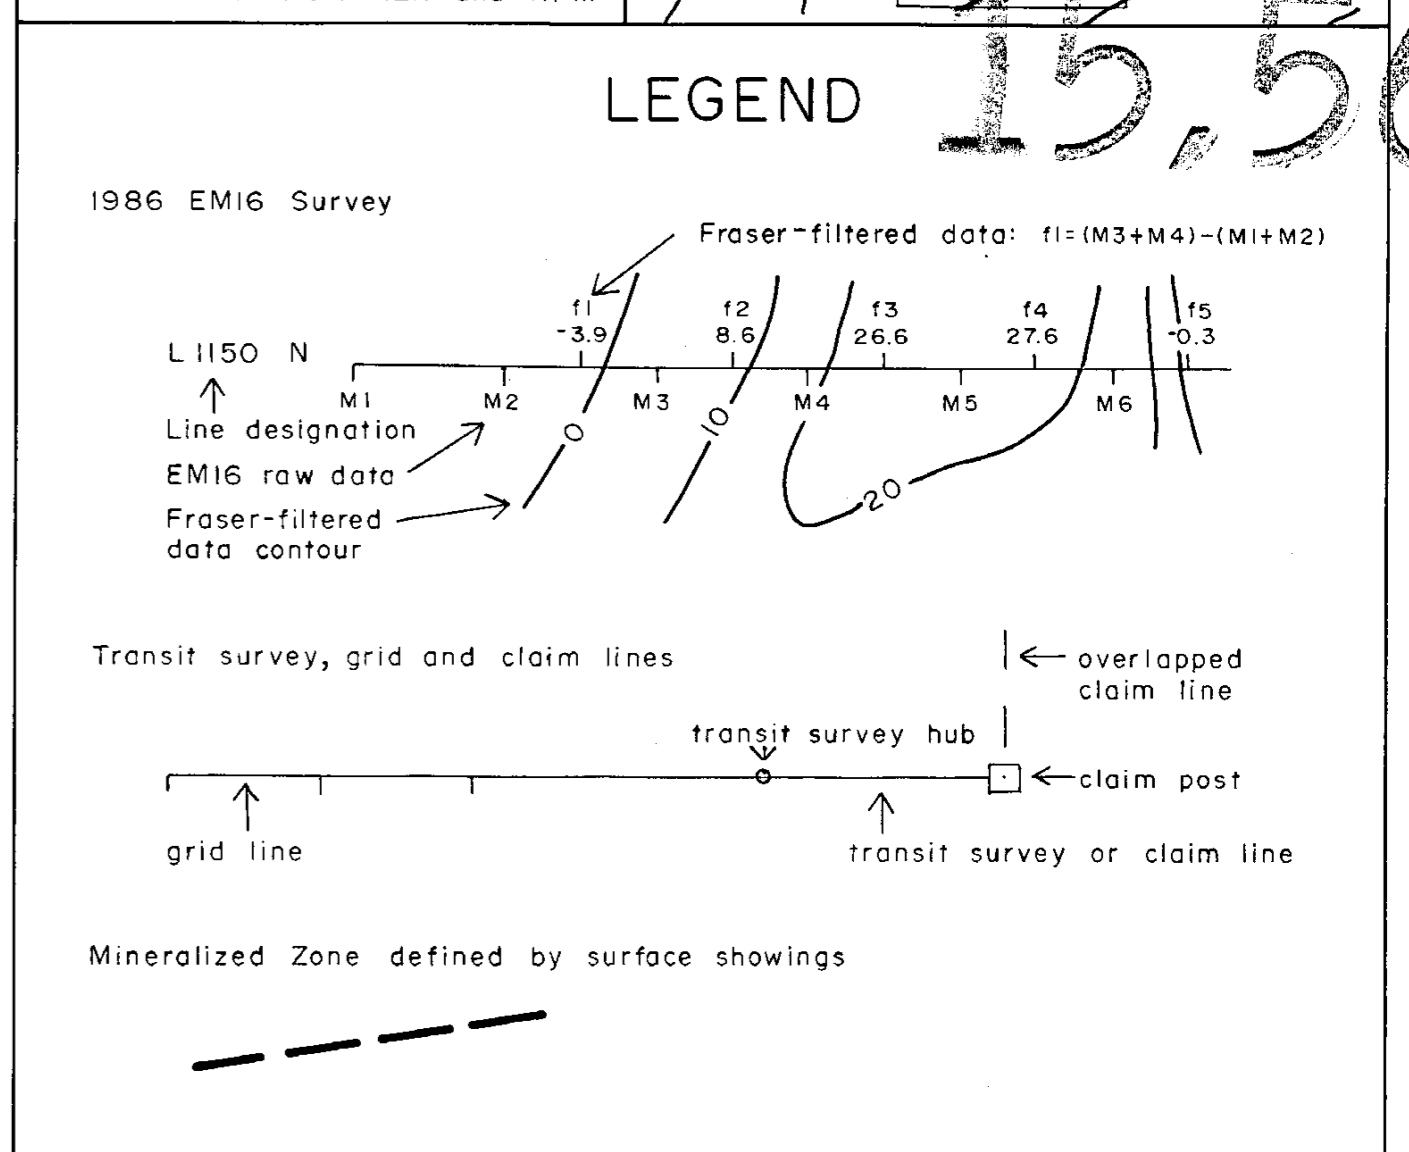 LEGEND
15,5
1986 EM16 Survey
Fraser-filtered data: f1=(M3+M4)-(M1+M2)
f1 f2 f3 f4 f5
-3.9 8.6 26.6 27.6 -0.3
L 1150 N
M1 M2 M3 M4 M5 M6
Line designation
0 10
EM16 raw data
20
Fraser-filtered
data contour
Transit survey, grid and claim lines
overlapped
claim line
transit survey hub
claim post
grid line
transit survey or claim line
Mineralized Zone defined by surface showings